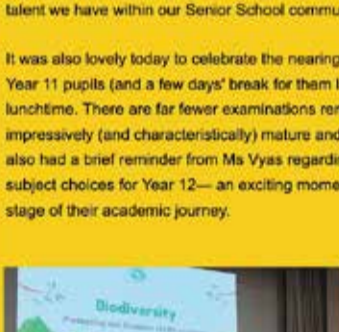 talent we have within our Senior School commu
It was also lovely today to celebrate the nearing
Year 11 pupils (and a few days' break for them
lunchtime. There are far fewer examinations
impressively (and characteristically) mature and
also had a brief reminder from Ms Vyas
subject choices for Year 12— an exciting
stage of their academic journey.
Biodiversity